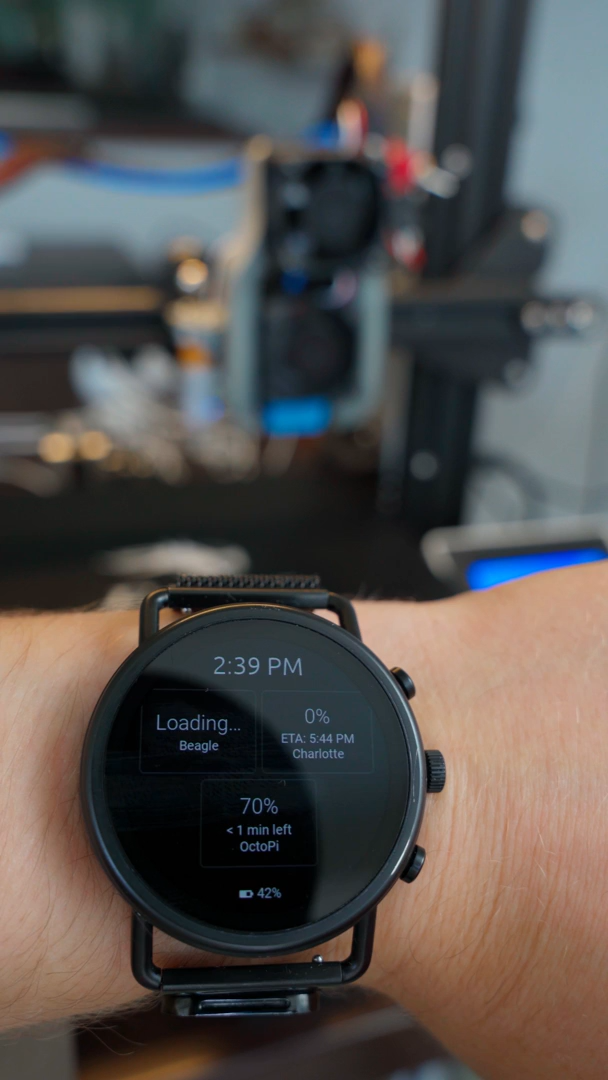 2:39 PM
Loading...
Beagle
0%
ETA: 5:44 PM
Charlotte
70%
< 1 min left
OctoPi
42%